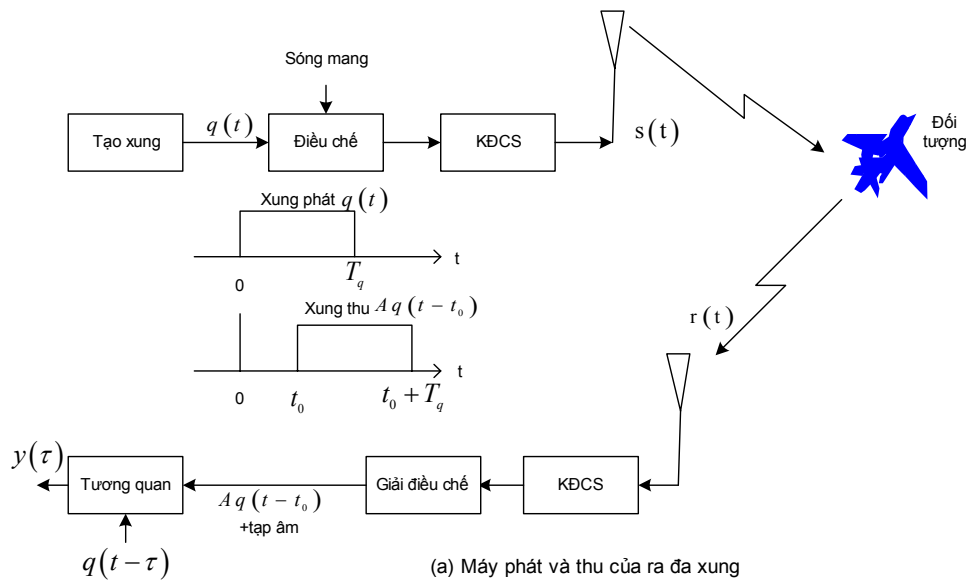 Sóng mang
Tạo xung
q(t)
Điều chế
KĐCS
s(t)
Đối
tượng
Xung phát q(t)
t
0
T_q
Xung thu A q(t − t_0)
t
0
t_0
t_0 + T_q
r(t)
y(τ)
Tương quan
A q(t − t_0)
+tạp âm
Giải điều chế
KĐCS
q(t − τ)
(a) Máy phát và thu của ra đa xung